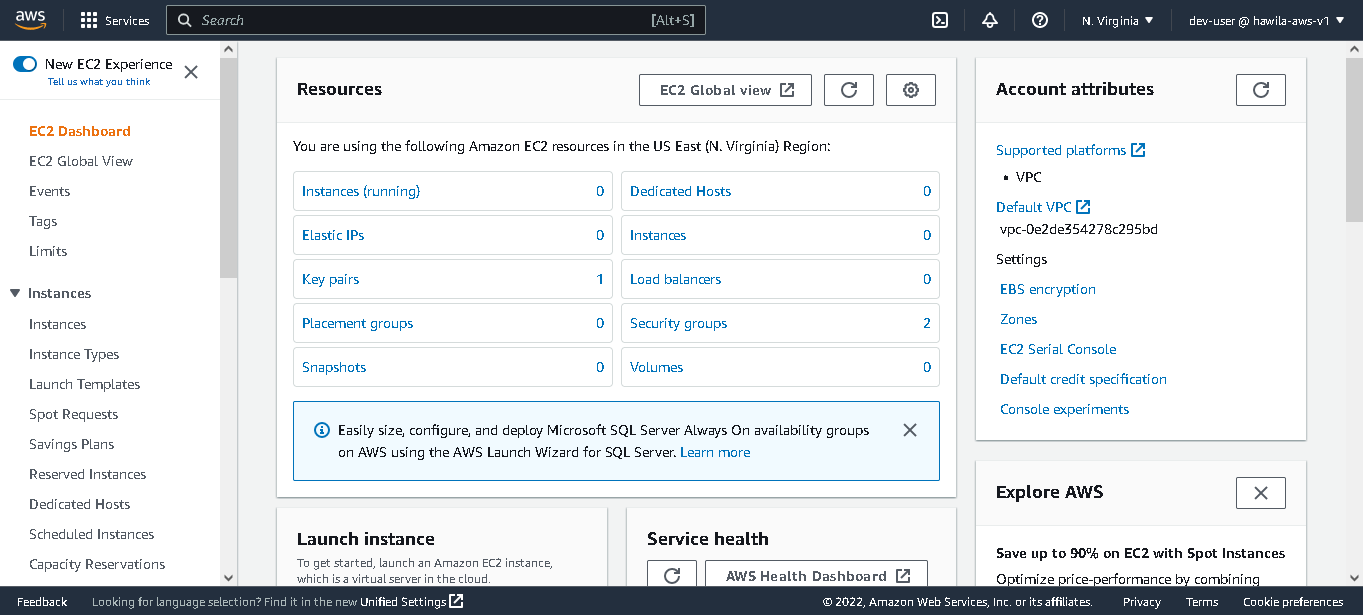 aws
Services
Search
[Alt+S]
N. Virginia
dev-user @ hawila-aws-v1
New EC2 Experience
Tell us what you think
EC2 Dashboard
EC2 Global View
Events
Tags
Limits
Instances
Instances
Instance Types
Launch Templates
Spot Requests
Savings Plans
Reserved Instances
Dedicated Hosts
Scheduled Instances
Capacity Reservations
Resources
EC2 Global view
You are using the following Amazon EC2 resources in the US East (N. Virginia) Region:
Instances (running) 0
Dedicated Hosts 0
Elastic IPs 0
Instances 0
Key pairs 1
Load balancers 0
Placement groups 0
Security groups 2
Snapshots 0
Volumes 0
Easily size, configure, and deploy Microsoft SQL Server Always On availability groups
on AWS using the AWS Launch Wizard for SQL Server. Learn more
Launch instance
To get started, launch an Amazon EC2 instance,
which is a virtual server in the cloud.
Service health
AWS Health Dashboard
Account attributes
Supported platforms
• VPC
Default VPC
vpc-0e2de354278c295bd
Settings
EBS encryption
Zones
EC2 Serial Console
Default credit specification
Console experiments
Explore AWS
Save up to 90% on EC2 with Spot Instances
Optimize price-performance by combining
Feedback
Looking for language selection? Find it in the new Unified Settings
© 2022, Amazon Web Services, Inc. or its affiliates.
Privacy
Terms
Cookie preferences